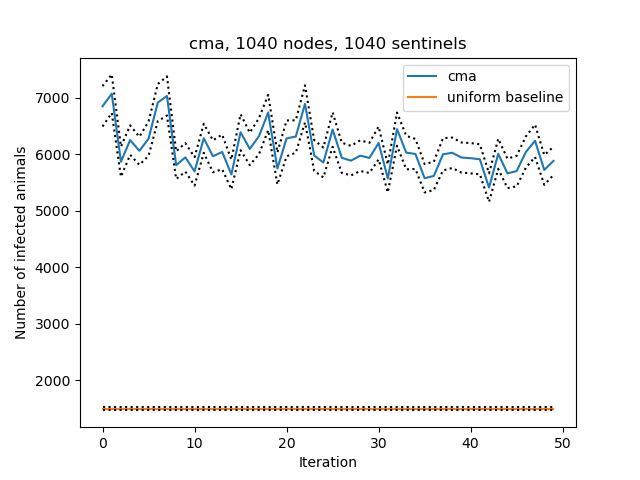 cma, 1040 nodes, 1040 sentinels
cma
uniform baseline
Number of infected animals
7000
6000
5000
4000
3000
2000
0
10
20
30
40
50
Iteration